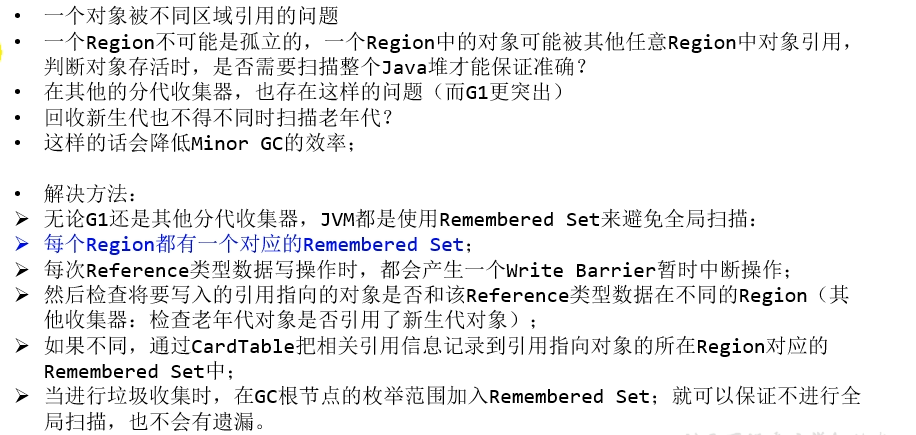 • 一个对象被不同区域引用的问题
• 一个Region不可能是孤立的，一个Region中的对象可能被其他任意Region中对象引用，
判断对象存活时，是否需要扫描整个Java堆才能保证准确？
• 在其他的分代收集器，也存在这样的问题（而G1更突出）
• 回收新生代也不得不同时扫描老年代？
• 这样的话会降低Minor GC的效率；
• 解决方法：
➢ 无论G1还是其他分代收集器，JVM都是使用Remembered Set来避免全局扫描：
➢ 每个Region都有一个对应的Remembered Set；
➢ 每次Reference类型数据写操作时，都会产生一个Write Barrier暂时中断操作；
➢ 然后检查将要写入的引用指向的对象是否和该Reference类型数据在不同的Region（其
他收集器：检查老年代对象是否引用了新生代对象）；
➢ 如果不同，通过CardTable把相关引用信息记录到引用指向对象的所在Region对应的
Remembered Set中；
➢ 当进行垃圾收集时，在GC根节点的枚举范围加入Remembered Set；就可以保证不进行全
局扫描，也不会有遗漏。